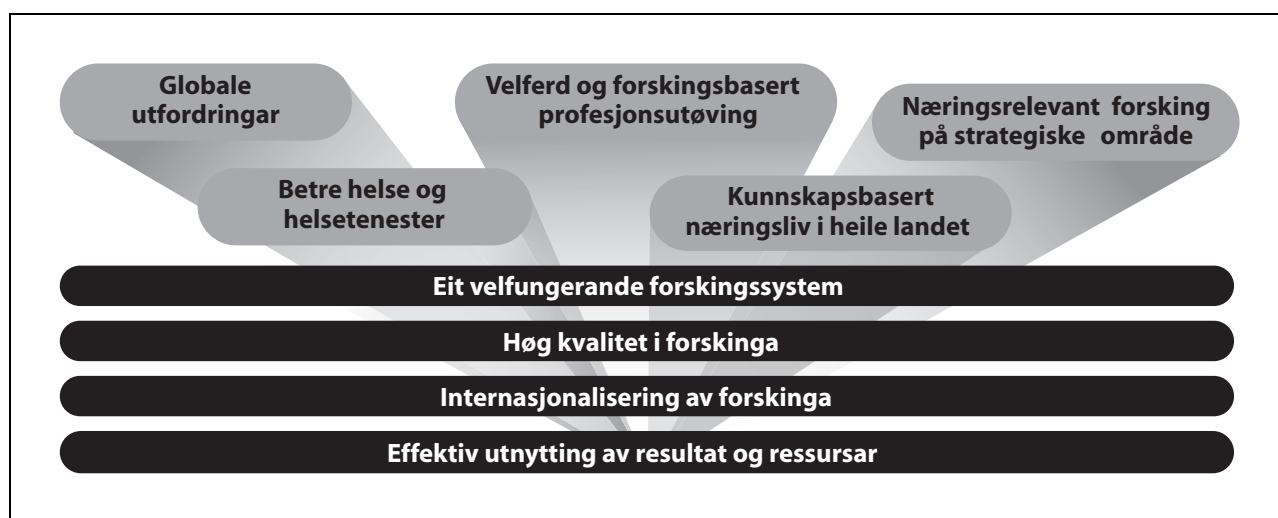 Globale
utfordringar
Velferd og forskingsbasert
profesjonsutøving
Næringsrelevant forsking
på strategiske område
Betre helse og
helsetenester
Kunnskapsbasert
næringsliv i heile landet
Eit velfungerande forskingssystem
Høg kvalitet i forskinga
Internasjonalisering av forskinga
Effektiv utnytting av resultat og ressursar